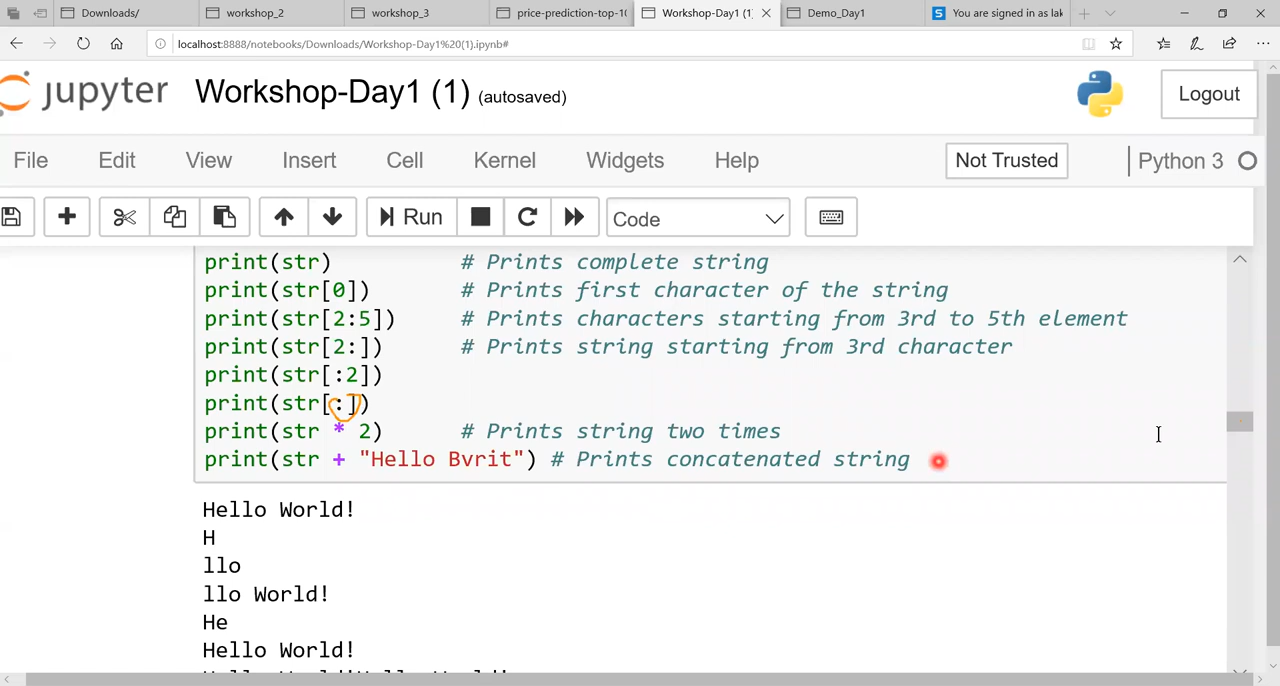 Downloads/ workshop_2 workshop_3 price-prediction-top-10 Workshop-Day1 (1) Demo_Day1 You are signed in as lak
localhost:8888/notebooks/Downloads/Workshop-Day1%20(1).ipynb#
jupyter Workshop-Day1 (1) (autosaved) Logout
File Edit View Insert Cell Kernel Widgets Help Not Trusted Python 3
Run Code
print(str) # Prints complete string
print(str[0]) # Prints first character of the string
print(str[2:5]) # Prints characters starting from 3rd to 5th element
print(str[2:]) # Prints string starting from 3rd character
print(str[:2])
print(str[:])
print(str * 2) # Prints string two times
print(str + "Hello Bvrit") # Prints concatenated string
Hello World!
H
llo
llo World!
He
Hello World!
Hello World!Hello World!